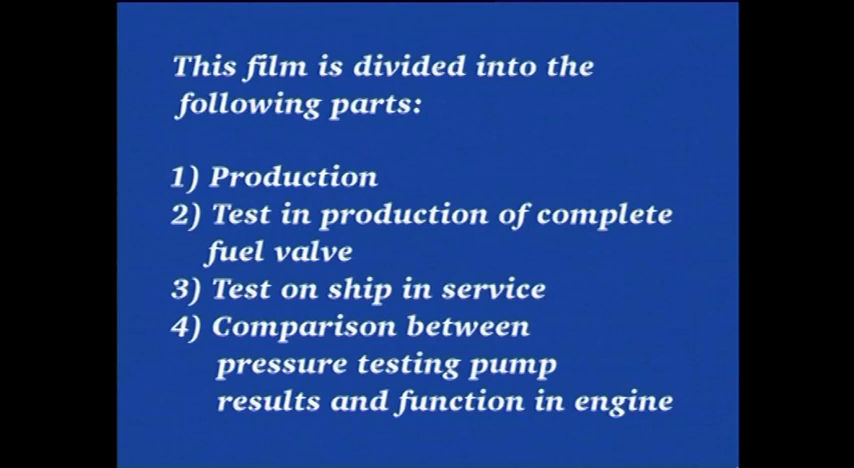 This film is divided into the
following parts:
1) Production
2) Test in production of complete
fuel valve
3) Test on ship in service
4) Comparison between
pressure testing pump
results and function in engine